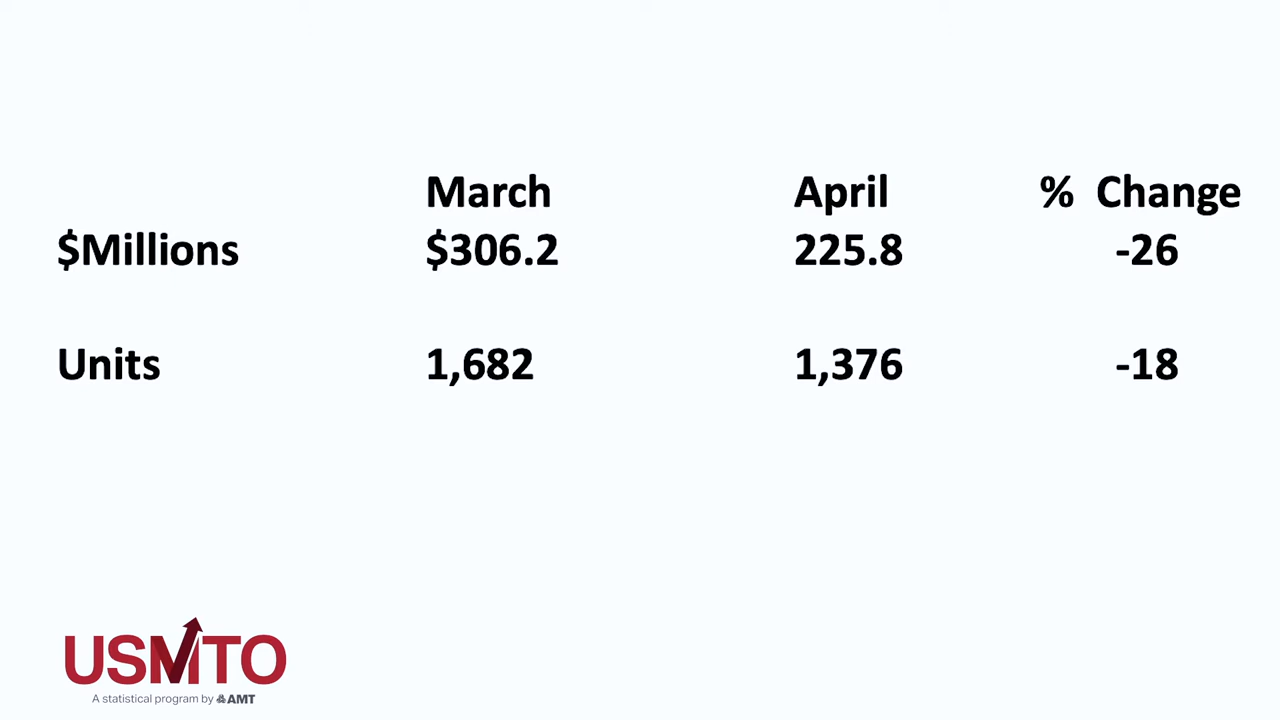 March April % Change
$Millions $306.2 225.8 -26
Units 1,682 1,376 -18
USMTO
A statistical program by AMT